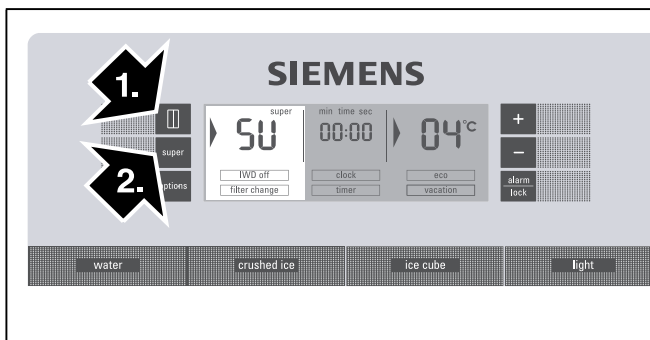 1.
SIEMENS
super min time sec
SU 00:00 04°C +
super −
2. IWD off clock eco alarm
options filter change timer vacation lock
water crushed ice ice cube light